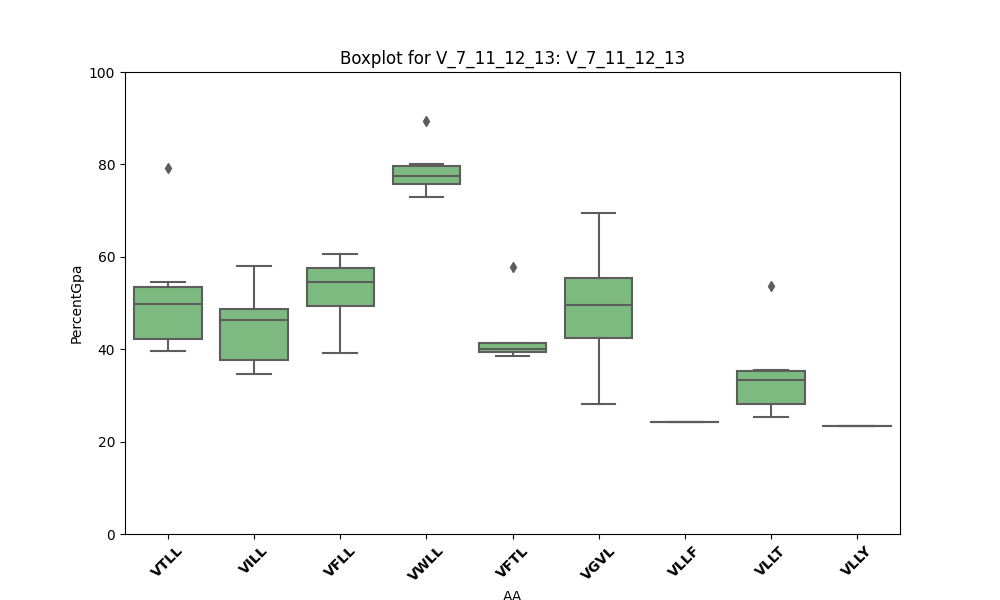 Boxplot for V_7_11_12_13: V_7_11_12_13
100
80
60
40
20
0
PercentGpa
VTLL VILL VFLL VWLL VFTL VGVL VLLF VLLT VLLY
AA